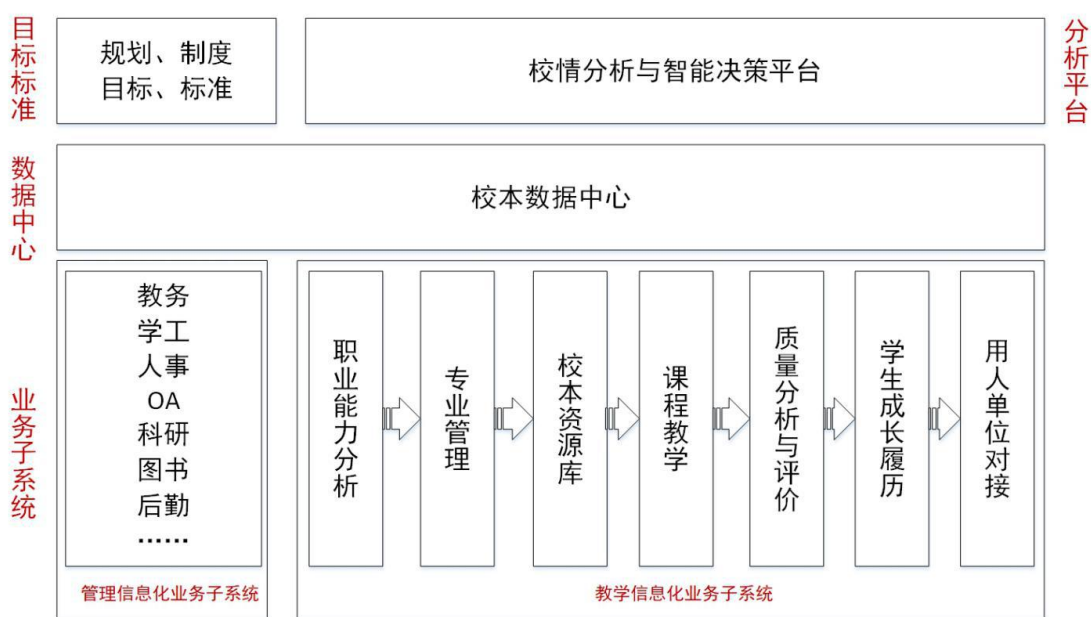 目标标准
规划、制度
目标、标准
校情分析与智能决策平台
分析平台
数据中心
校本数据中心
业务子系统
教务
学工
人事
OA
科研
图书
后勤
……
管理信息化业务子系统
职业能力分析
专业管理
校本资源库
课程教学
质量分析与评价
学生成长履历
用人单位对接
教学信息化业务子系统